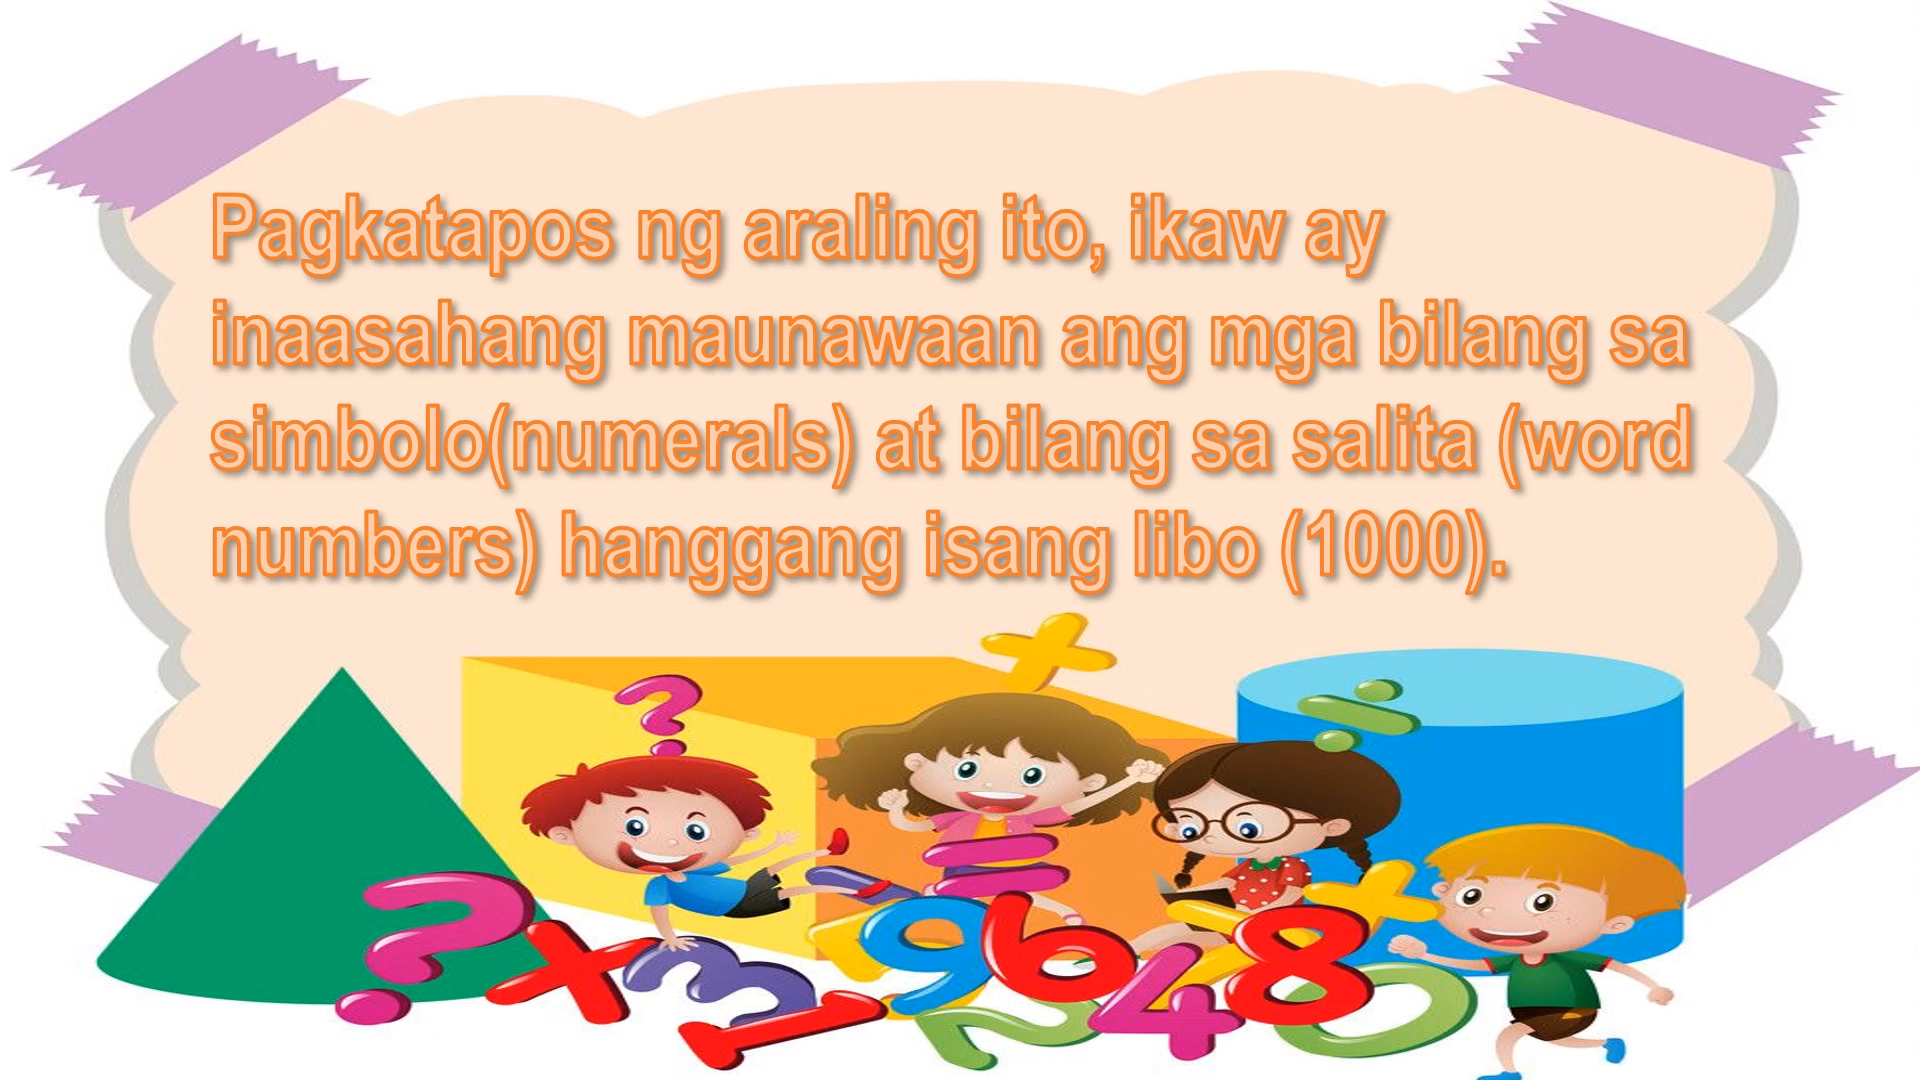 Pagkatapos ng araling ito, ikaw ay
inaasahang maunawaan ang mga bilang sa
simbolo(numerals) at bilang sa salita (word
numbers) hanggang isang libo (1000).